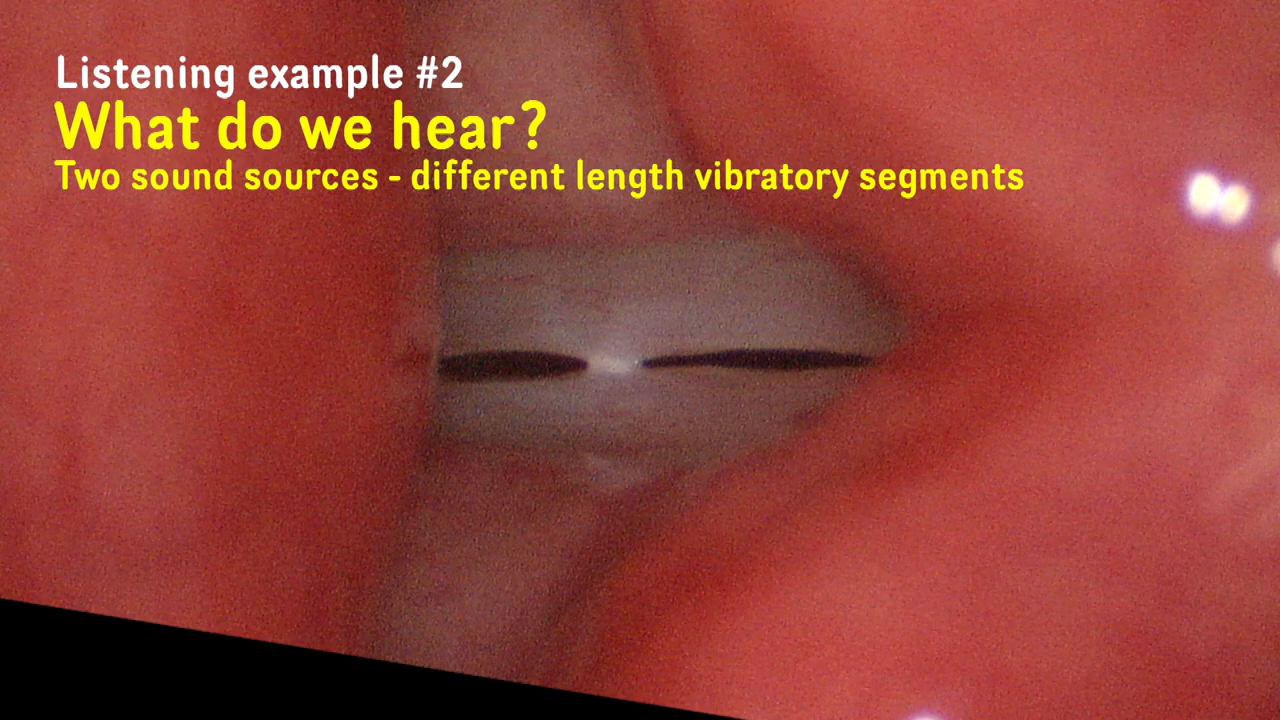 Listening example #2
What do we hear?
Two sound sources - different length vibratory segments